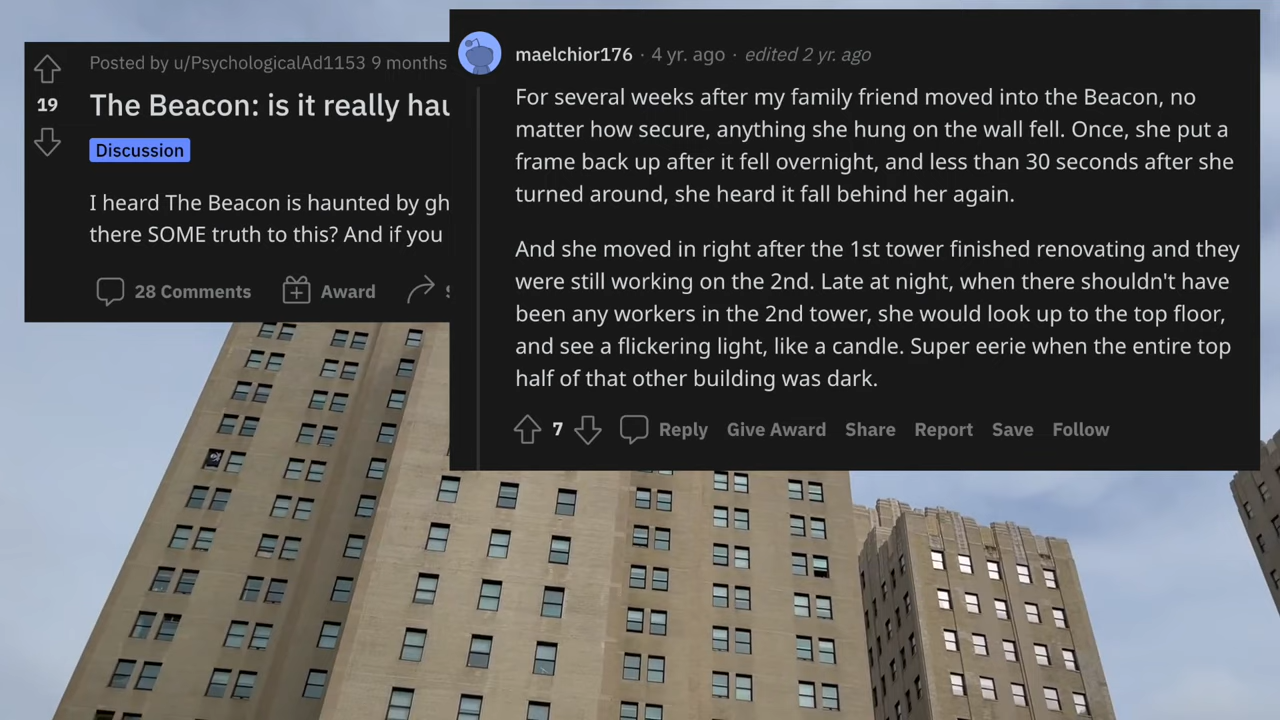 Posted by u/PsychologicalAd1153 9 months
19
The Beacon: is it really hau
Discussion
I heard The Beacon is haunted by gh
there SOME truth to this? And if you
28 Comments
Award
maelchior176 · 4 yr. ago · edited 2 yr. ago
For several weeks after my family friend moved into the Beacon, no
matter how secure, anything she hung on the wall fell. Once, she put a
frame back up after it fell overnight, and less than 30 seconds after she
turned around, she heard it fall behind her again.
And she moved in right after the 1st tower finished renovating and they
were still working on the 2nd. Late at night, when there shouldn't have
been any workers in the 2nd tower, she would look up to the top floor,
and see a flickering light, like a candle. Super eerie when the entire top
half of that other building was dark.
7
Reply Give Award Share Report Save Follow